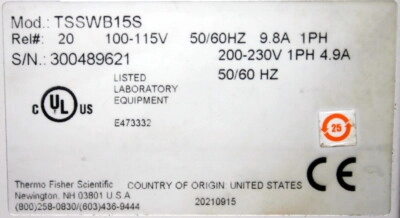 Mod.: TSSWB15S
Rel#: 20 100-115V 50/60HZ 9.8A 1PH
S/N.: 300489621 200-230V 1PH 4.9A
50/60 HZ
LISTED
LABORATORY
EQUIPMENT
E473332
c UL us
25
CE
Thermo Fisher Scientific
Newington, NH 03801 U.S.A
(800)258-0830/(603)436-9444
COUNTRY OF ORIGIN UNITED STATES
20210915